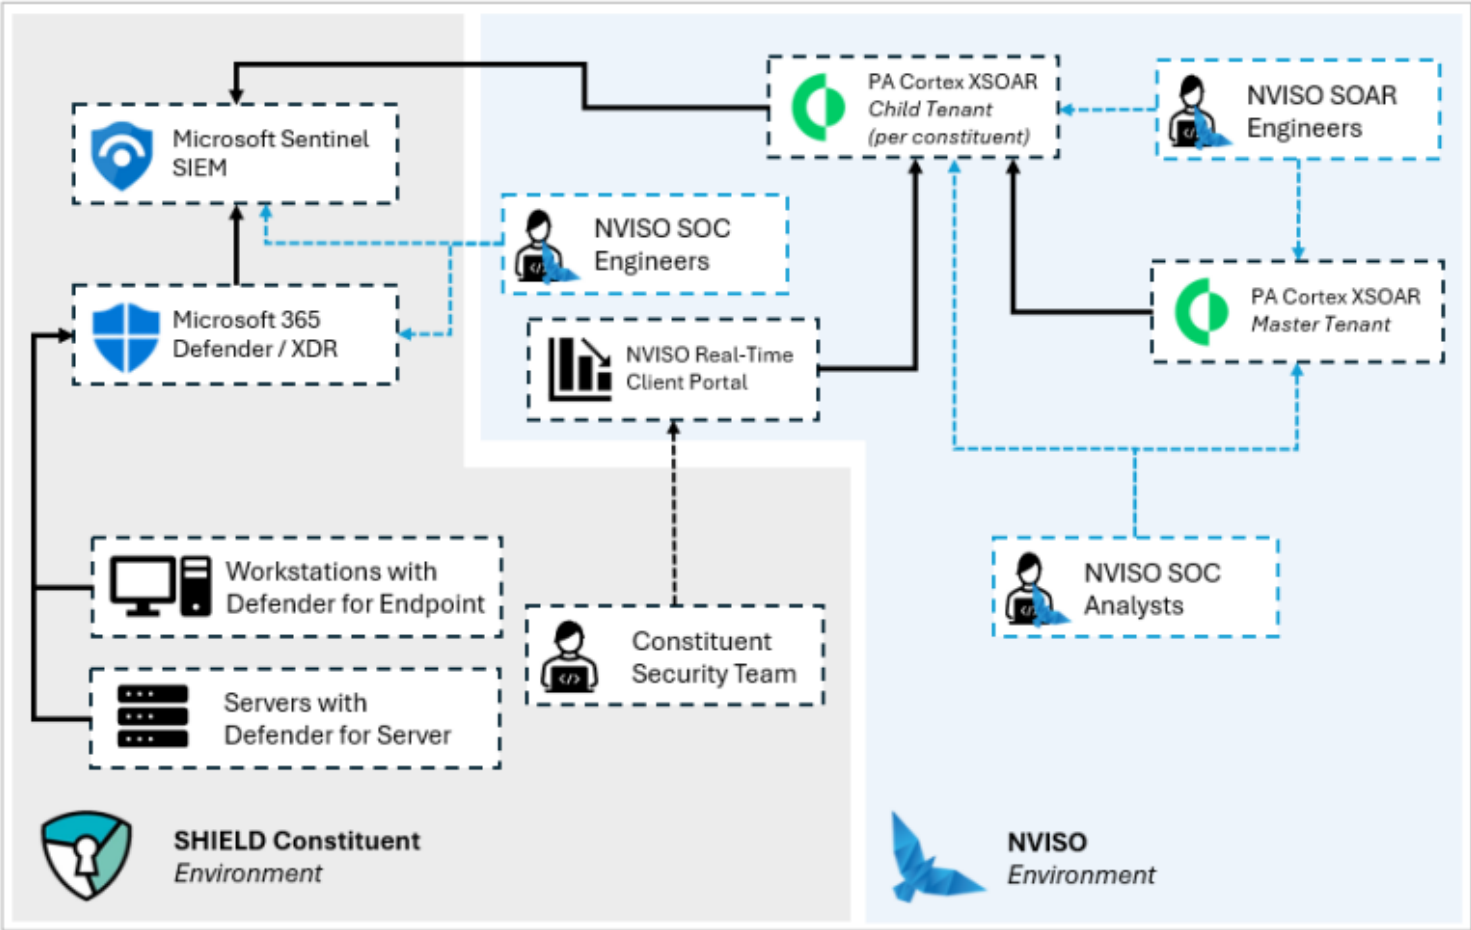 PA Cortex XSOAR
Child Tenant
(per constituent)
NVISO SOAR
Engineers
Microsoft Sentinel
SIEM
NVISO SOC
Engineers
PA Cortex XSOAR
Master Tenant
Microsoft 365
Defender / XDR
NVISO Real-Time
Client Portal
Workstations with
Defender for Endpoint
NVISO SOC
Analysts
Constituent
Security Team
Servers with
Defender for Server
SHIELD Constituent
Environment
NVISO
Environment